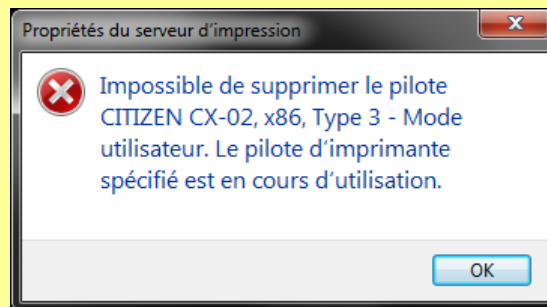 Propriétés du serveur d'impression
Impossible de supprimer le pilote
CITIZEN CX-02, x86, Type 3 - Mode
utilisateur. Le pilote d'imprimante
spécifié est en cours d'utilisation.
OK